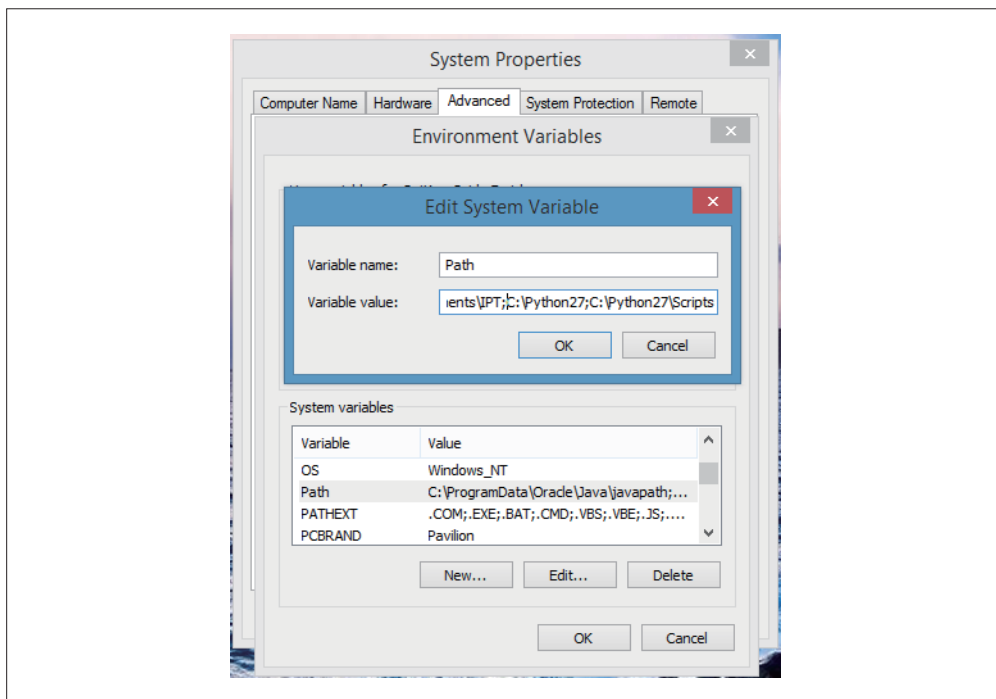 System Properties
Computer Name Hardware Advanced System Protection Remote
Environment Variables
Edit System Variable
Variable name: Path
Variable value: ents\IPT;C:\Python27;C:\Python27\Scripts
OK Cancel
System variables
Variable Value
OS Windows_NT
Path C:\ProgramData\Oracle\Java\javapath;...
PATHEXT .COM;.EXE;.BAT;.CMD;.VBS;.VBE;.JS;....
PCBRAND Pavilion
New... Edit... Delete
OK Cancel